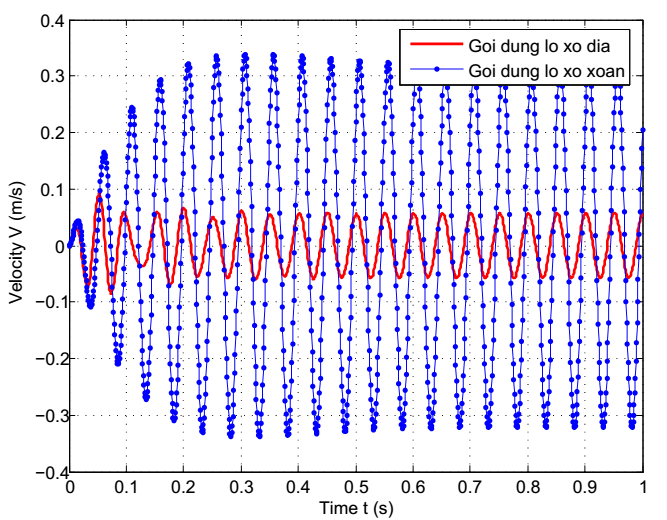 0.4
0.3
0.2
0.1
0
−0.1
−0.2
−0.3
−0.4
Velocity V (m/s)
Goi dung lo xo dia
Goi dung lo xo xoan
0 0.1 0.2 0.3 0.4 0.5 0.6 0.7 0.8 0.9 1
Time t (s)